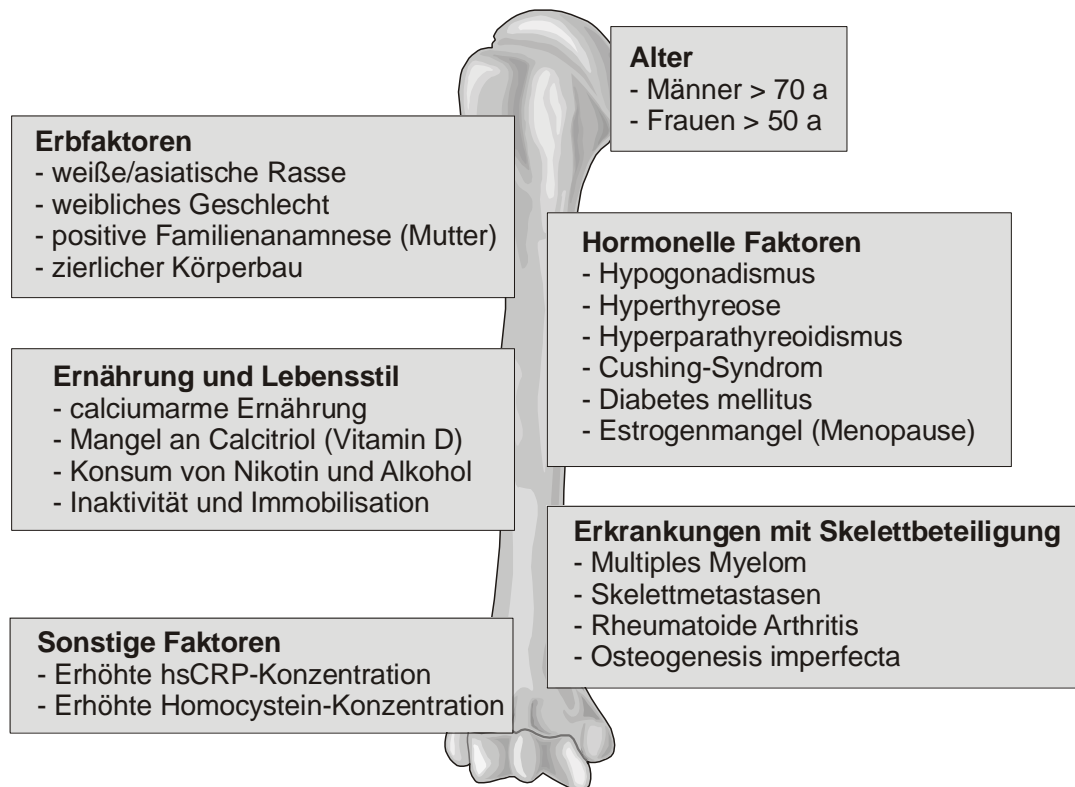 Alter
- Männer > 70 a
- Frauen > 50 a
Erbfaktoren
- weiße/asiatische Rasse
- weibliches Geschlecht
- positive Familienanamnese (Mutter)
- zierlicher Körperbau
Hormonelle Faktoren
- Hypogonadismus
- Hyperthyreose
- Hyperparathyreoidismus
- Cushing-Syndrom
- Diabetes mellitus
- Estrogenmangel (Menopause)
Ernährung und Lebensstil
- calciumarme Ernährung
- Mangel an Calcitriol (Vitamin D)
- Konsum von Nikotin und Alkohol
- Inaktivität und Immobilisation
Erkrankungen mit Skelettbeteiligung
- Multiples Myelom
- Skelettmetastasen
- Rheumatoide Arthritis
- Osteogenesis imperfecta
Sonstige Faktoren
- Erhöhte hsCRP-Konzentration
- Erhöhte Homocystein-Konzentration